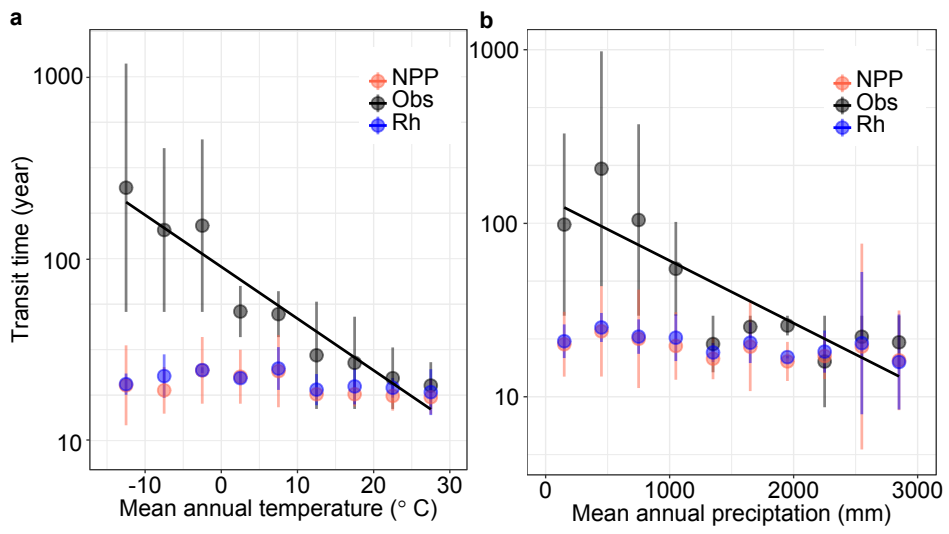 a
Transit time (year)
1000
100
10
NPP
Obs
Rh
-10 0 10 20 30
Mean annual temperature (° C)
b
1000
100
10
NPP
Obs
Rh
0 1000 2000 3000
Mean annual preciptation (mm)